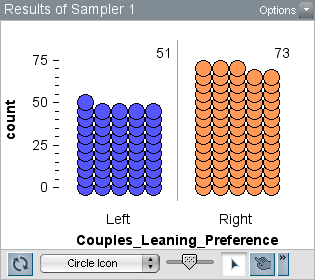 Results of Sampler 1 Options
51 73
75
50
25
0
count
Left Right
Couples_Leaning_Preference
Circle Icon